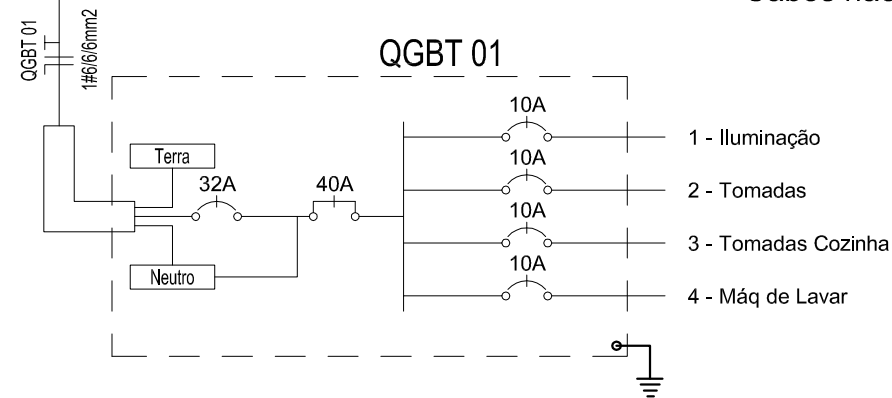 QGBT 01
1#6/6/6mm2
QGBT 01
Terra
32A
40A
Neutro
10A
1 - Iluminação
10A
2 - Tomadas
10A
3 - Tomadas Cozinha
10A
4 - Máq de Lavar